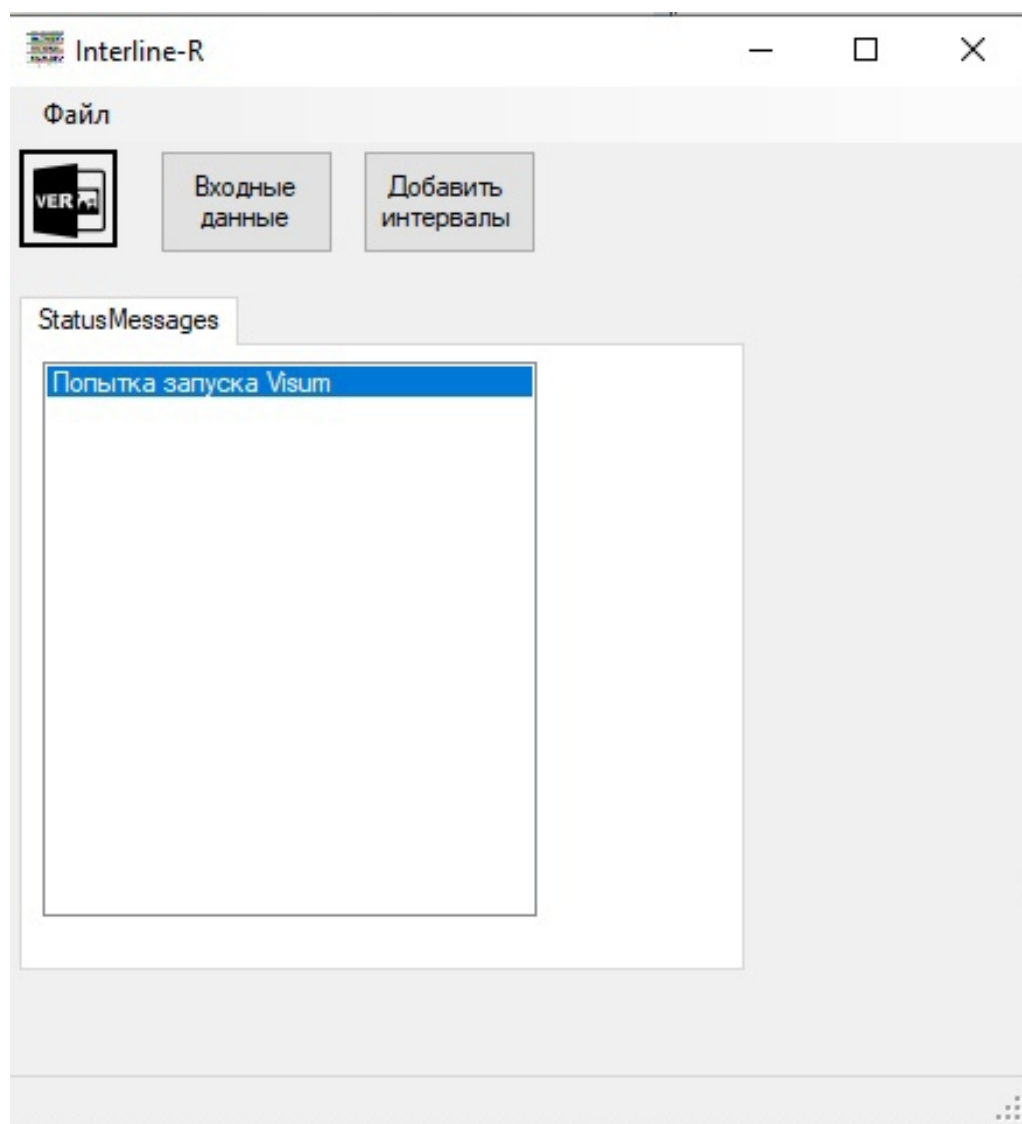 Interline-R
Файл
VER
Входные
данные
Добавить
интервалы
StatusMessages
Попытка запуска Visum